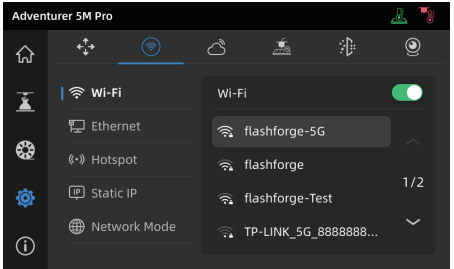 Adventurer 5M Pro
Wi-Fi
Ethernet
Hotspot
IP Static IP
Network Mode
Wi-Fi
flashforge-5G
flashforge
flashforge-Test
TP-LINK_5G_8888888...
1/2